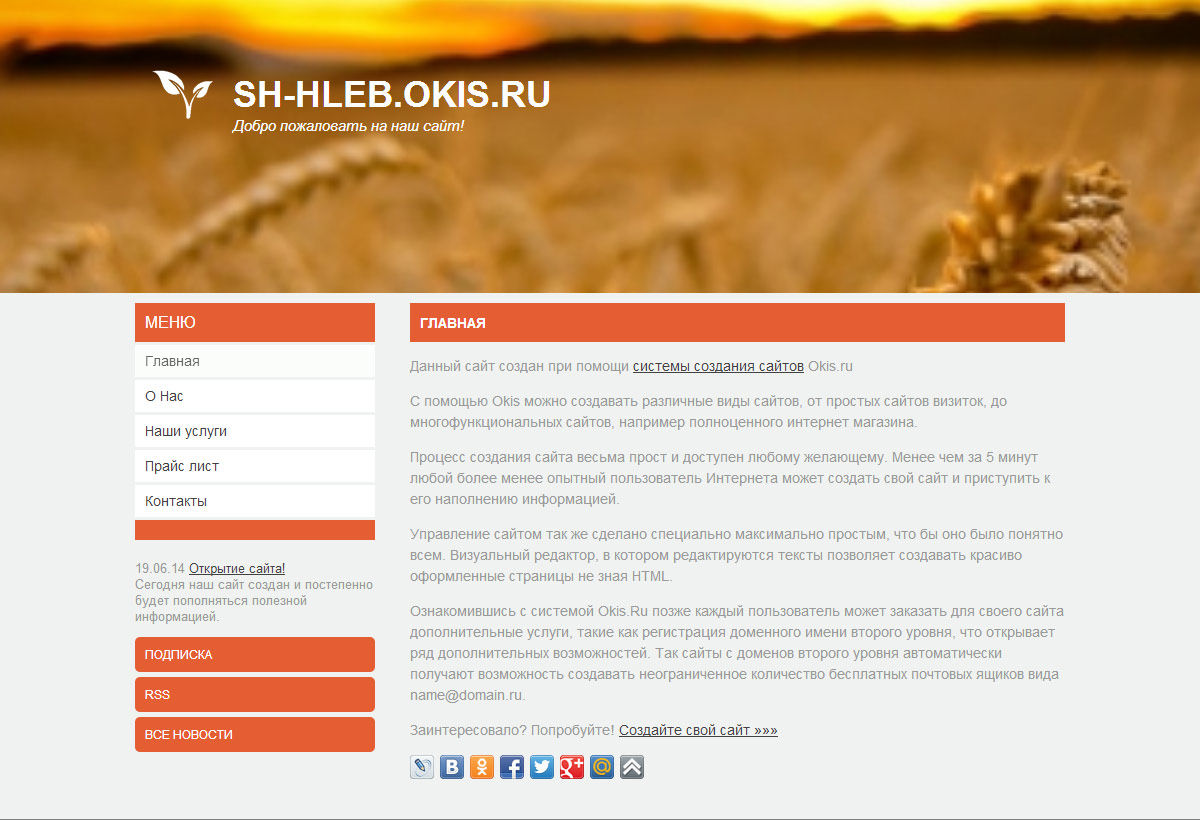 SH-HLEB.OKIS.RU
Добро пожаловать на наш сайт!
МЕНЮ
Главная
О Нас
Наши услуги
Прайс лист
Контакты
19.06.14 Открытие сайта!
Сегодня наш сайт создан и постепенно
будет пополняться полезной
информацией.
ПОДПИСКА
RSS
ВСЕ НОВОСТИ
ГЛАВНАЯ
Данный сайт создан при помощи системы создания сайтов Okis.ru
С помощью Okis можно создавать различные виды сайтов, от простых сайтов визиток, до
многофункциональных сайтов, например полноценного интернет магазина.
Процесс создания сайта весьма прост и доступен любому желающему. Менее чем за 5 минут
любой более менее опытный пользователь Интернета может создать свой сайт и приступить к
его наполнению информацией.
Управление сайтом так же сделано специально максимально простым, что бы оно было понятно
всем. Визуальный редактор, в котором редактируются тексты позволяет создавать красиво
оформленные страницы не зная HTML.
Ознакомившись с системой Okis.Ru позже каждый пользователь может заказать для своего сайта
дополнительные услуги, такие как регистрация доменного имени второго уровня, что открывает
ряд дополнительных возможностей. Так сайты с доменов второго уровня автоматически
получают возможность создавать неограниченное количество бесплатных почтовых ящиков вида
name@domain.ru.
Заинтересовало? Попробуйте! Создайте свой сайт »»»